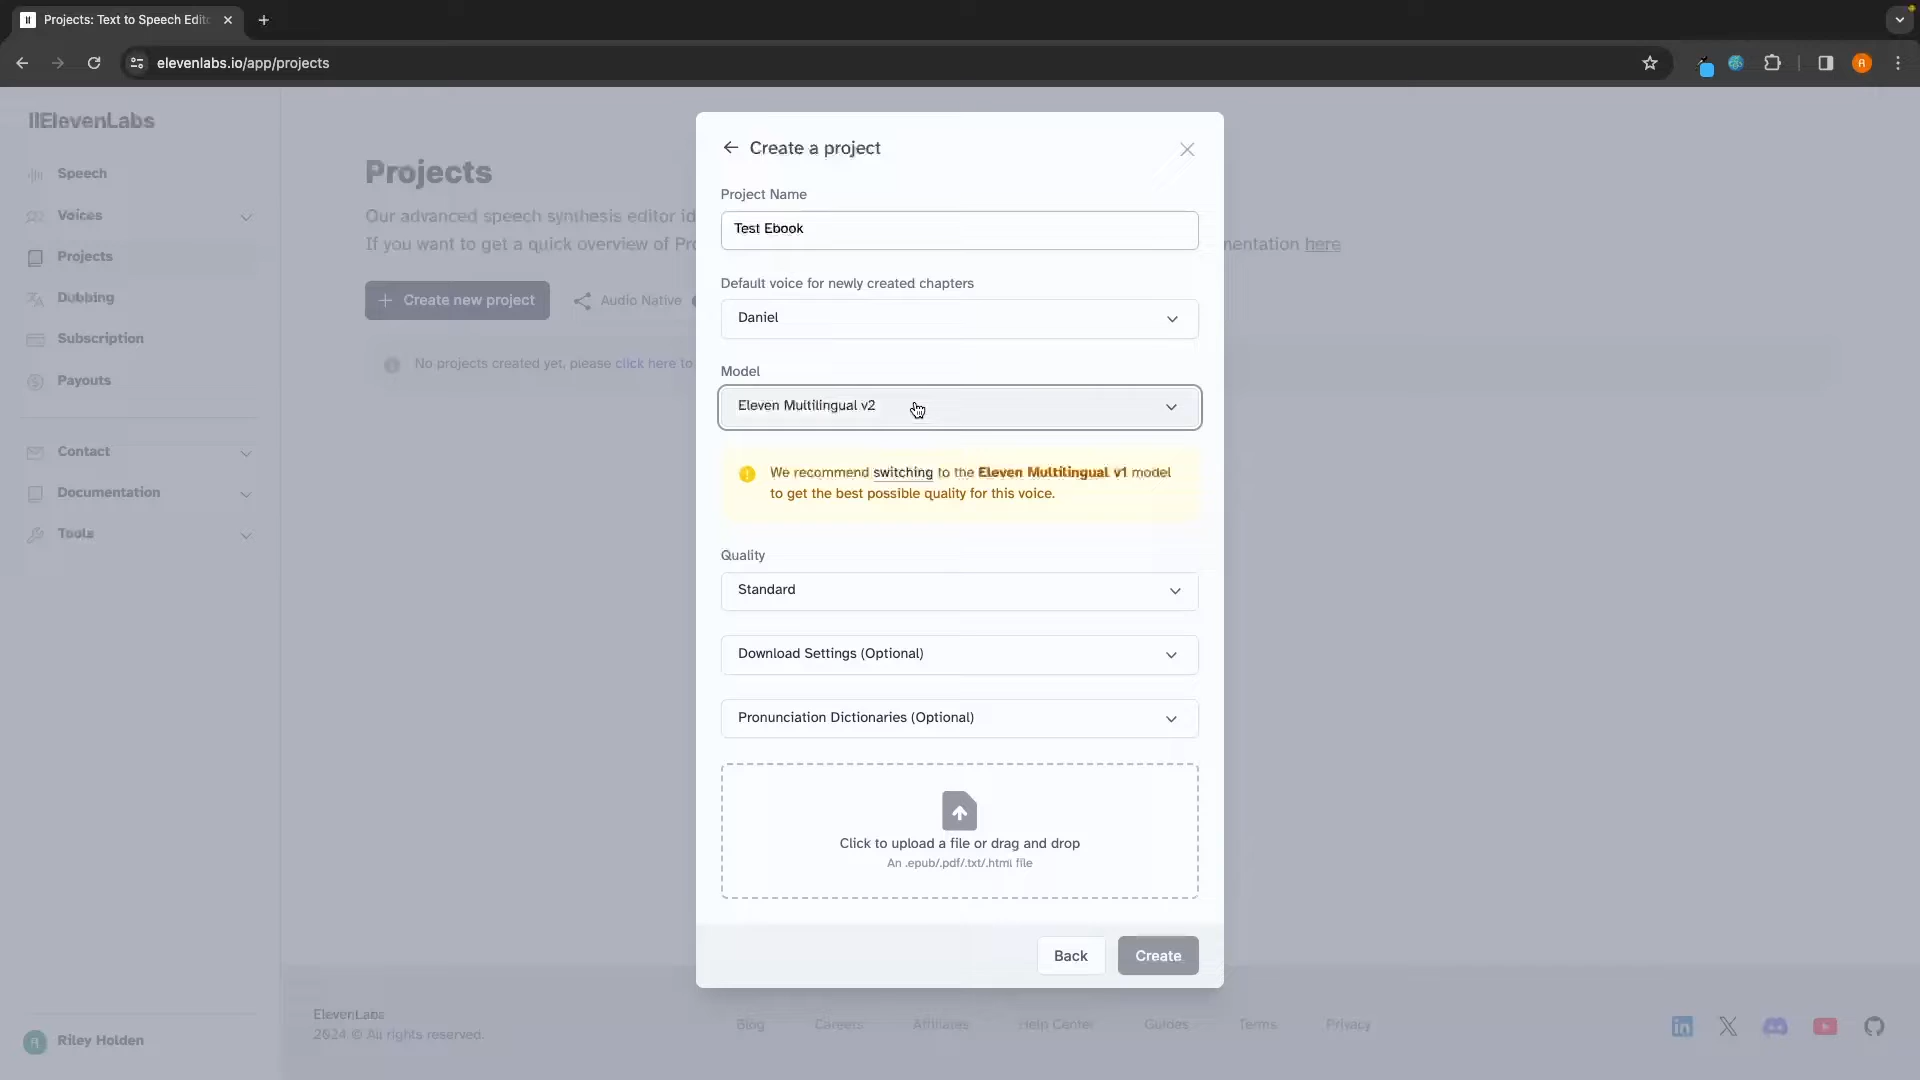 Projects: Text to Speech Edito
elevenlabs.io/app/projects
R
IIElevenLabs
Speech
Voices
Projects
Dubbing
Subscription
Payouts
Contact
Documentation
Tools
R
Riley Holden
Projects
Our advanced speech synthesis editor id
If you want to get a quick overview of Pro
mentation here
Create new project
Audio Native
No projects created yet, please click here to
Create a project
Project Name
Test Ebook
Default voice for newly created chapters
Daniel
Model
Eleven Multilingual v2
We recommend switching to the Eleven Multilingual v1 model
to get the best possible quality for this voice.
Quality
Standard
Download Settings (Optional)
Pronunciation Dictionaries (Optional)
Click to upload a file or drag and drop
An .epub/.pdf/.txt/.html file
Back
Create
ElevenLabs
2024 © All rights reserved.
Blog
Careers
Affiliates
Help Center
Guides
Terms
Privacy